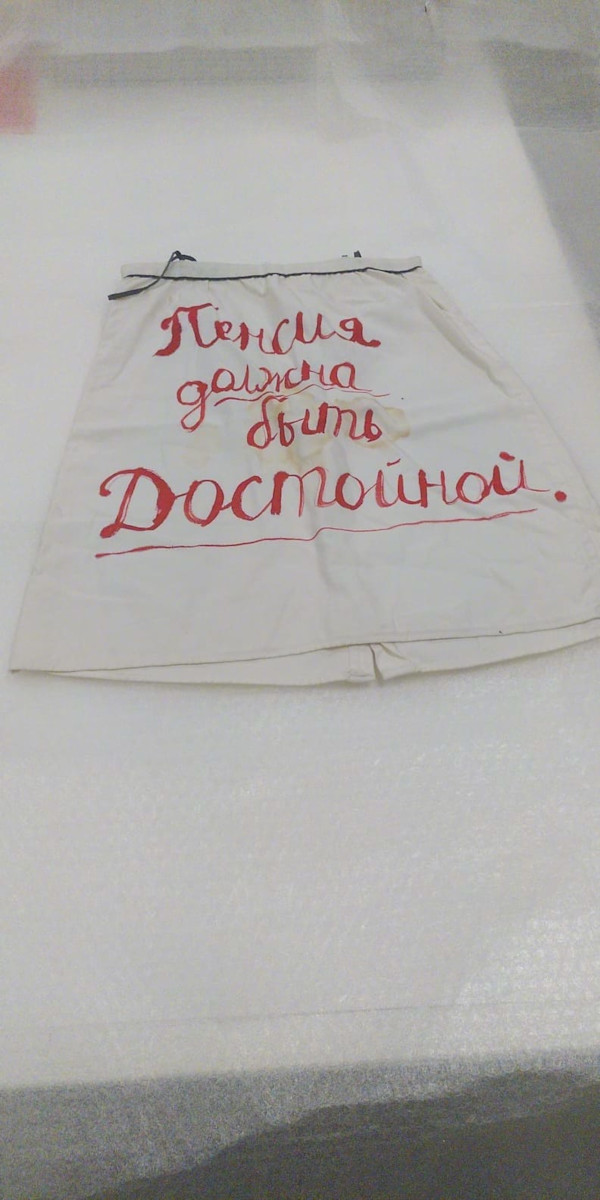 Пенсия
должна
быть
Достойной.